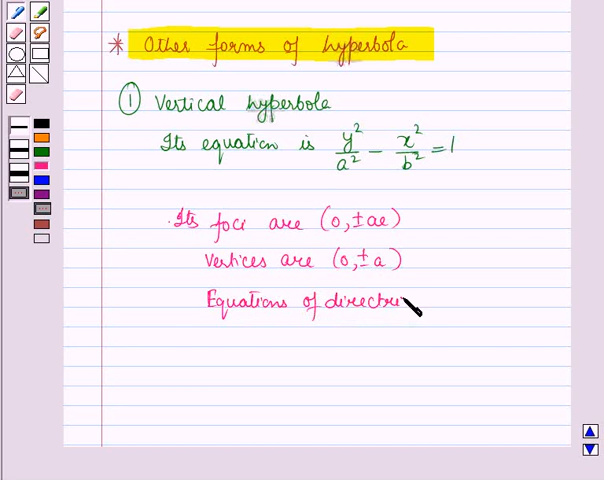 * Other forms of hyperbola
① Vertical hyperbola
Its equation is y²/a² - x²/b² = 1
Its foci are (0, ±ae)
vertices are (0, ±a)
Equations of directri